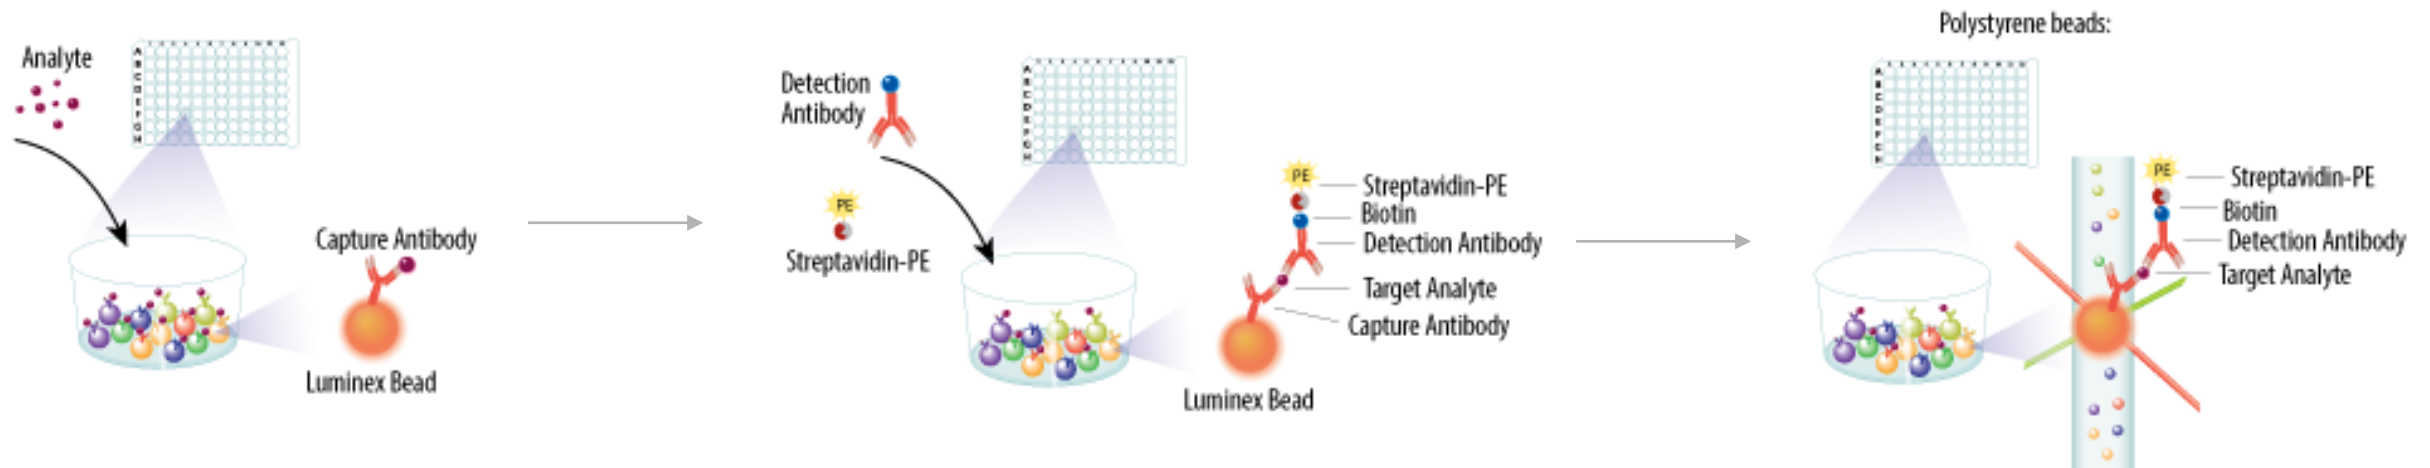 Analyte
A
B
C
D
E
F
G
H
Capture Antibody
Luminex Bead
Detection
Antibody
PE
Streptavidin-PE
A
B
C
D
E
F
G
H
PE
Streptavidin-PE
Biotin
Detection Antibody
Target Analyte
Capture Antibody
Luminex Bead
Polystyrene beads:
A
B
C
D
E
F
G
H
PE
Streptavidin-PE
Biotin
Detection Antibody
Target Analyte